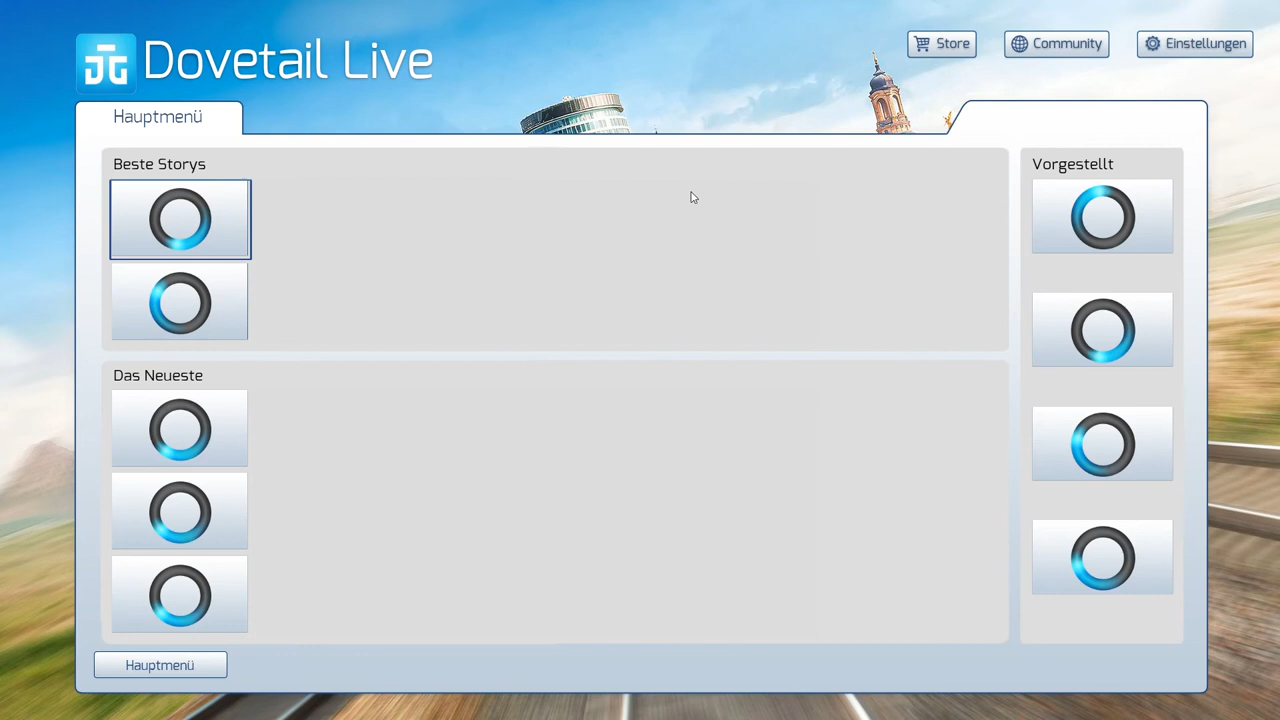 Dovetail Live
Store
Community
Einstellungen
Hauptmenü
Beste Storys
Vorgestellt
Das Neueste
Hauptmenü